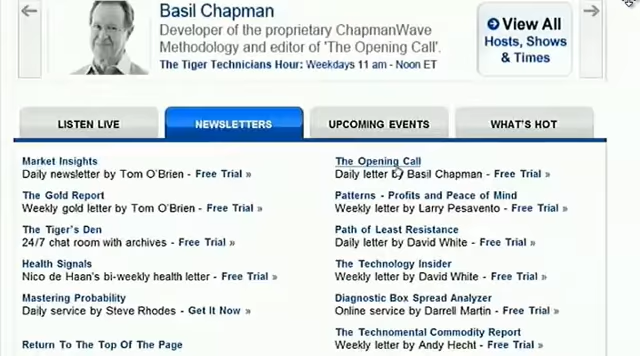 Basil Chapman
Developer of the proprietary ChapmanWave
Methodology and editor of 'The Opening Call'.
The Tiger Technicians Hour: Weekdays 11 am - Noon ET
View All
Hosts, Shows
& Times
LISTEN LIVE
NEWSLETTERS
UPCOMING EVENTS
WHAT'S HOT
Market Insights
Daily newsletter by Tom O'Brien - Free Trial »
The Gold Report
Weekly gold letter by Tom O'Brien - Free Trial »
The Tiger's Den
24/7 chat room with archives - Free Trial »
Health Signals
Nico de Haan's bi-weekly health letter - Free Trial »
Mastering Probability
Daily service by Steve Rhodes - Get It Now »
Return To The Top Of The Page
The Opening Call
Daily letter by Basil Chapman - Free Trial »
Patterns - Profits and Peace of Mind
Weekly letter by Larry Pesavento - Free Trial »
Path of Least Resistance
Daily letter by David White - Free Trial »
The Technology Insider
Weekly letter by David White - Free Trial »
Diagnostic Box Spread Analyzer
Online service by Darrell Martin - Free Trial »
The Technomental Commodity Report
Weekly letter by Andy Hecht - Free Trial »